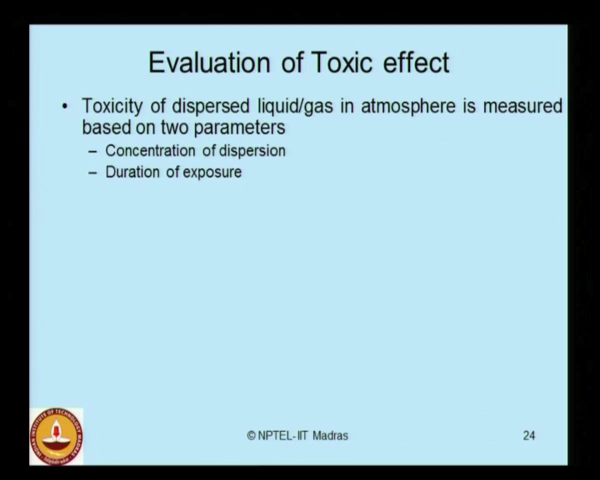 Evaluation of Toxic effect
• Toxicity of dispersed liquid/gas in atmosphere is measured
based on two parameters
– Concentration of dispersion
– Duration of exposure
© NPTEL-IIT Madras
24